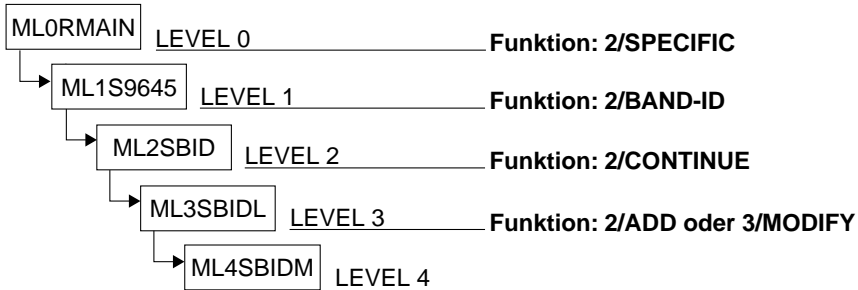 ML0RMAIN LEVEL 0 Funktion: 2/SPECIFIC
ML1S9645 LEVEL 1 Funktion: 2/BAND-ID
ML2SBID LEVEL 2 Funktion: 2/CONTINUE
ML3SBIDL LEVEL 3 Funktion: 2/ADD oder 3/MODIFY
ML4SBIDM LEVEL 4